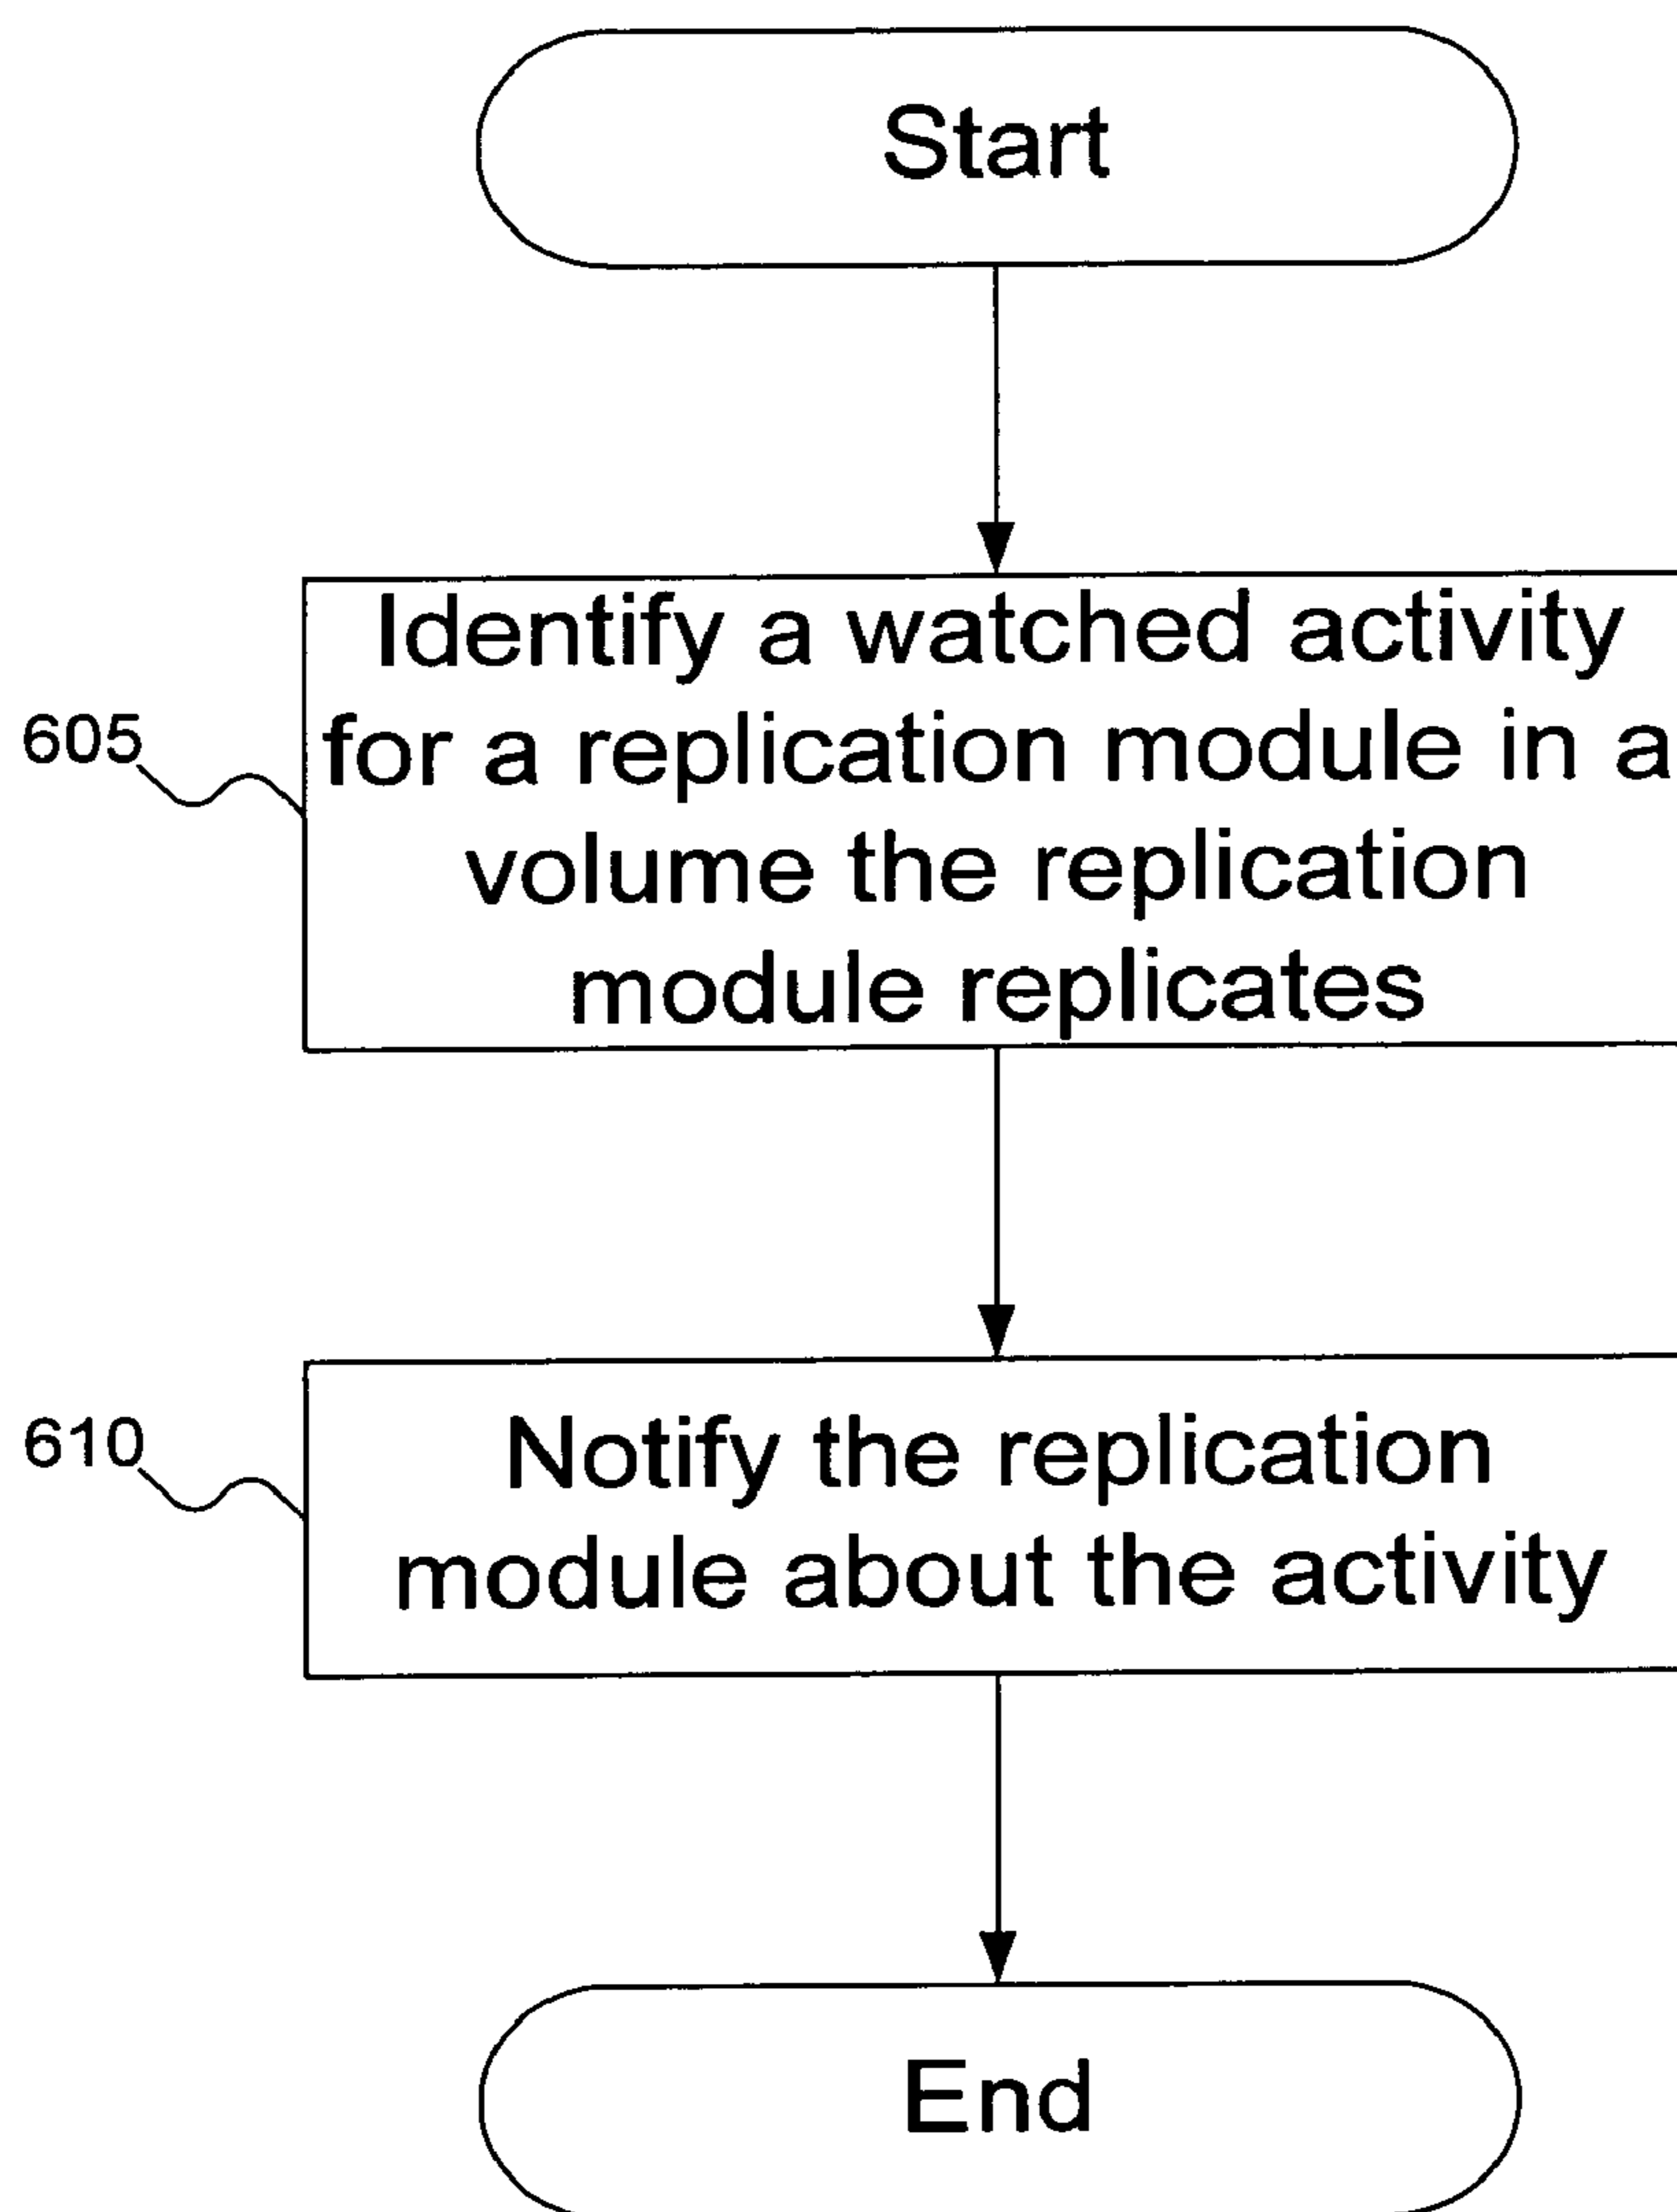 Start
605
Identify a watched activity
for a replication module in a
volume the replication
module replicates
610
Notify the replication
module about the activity
End